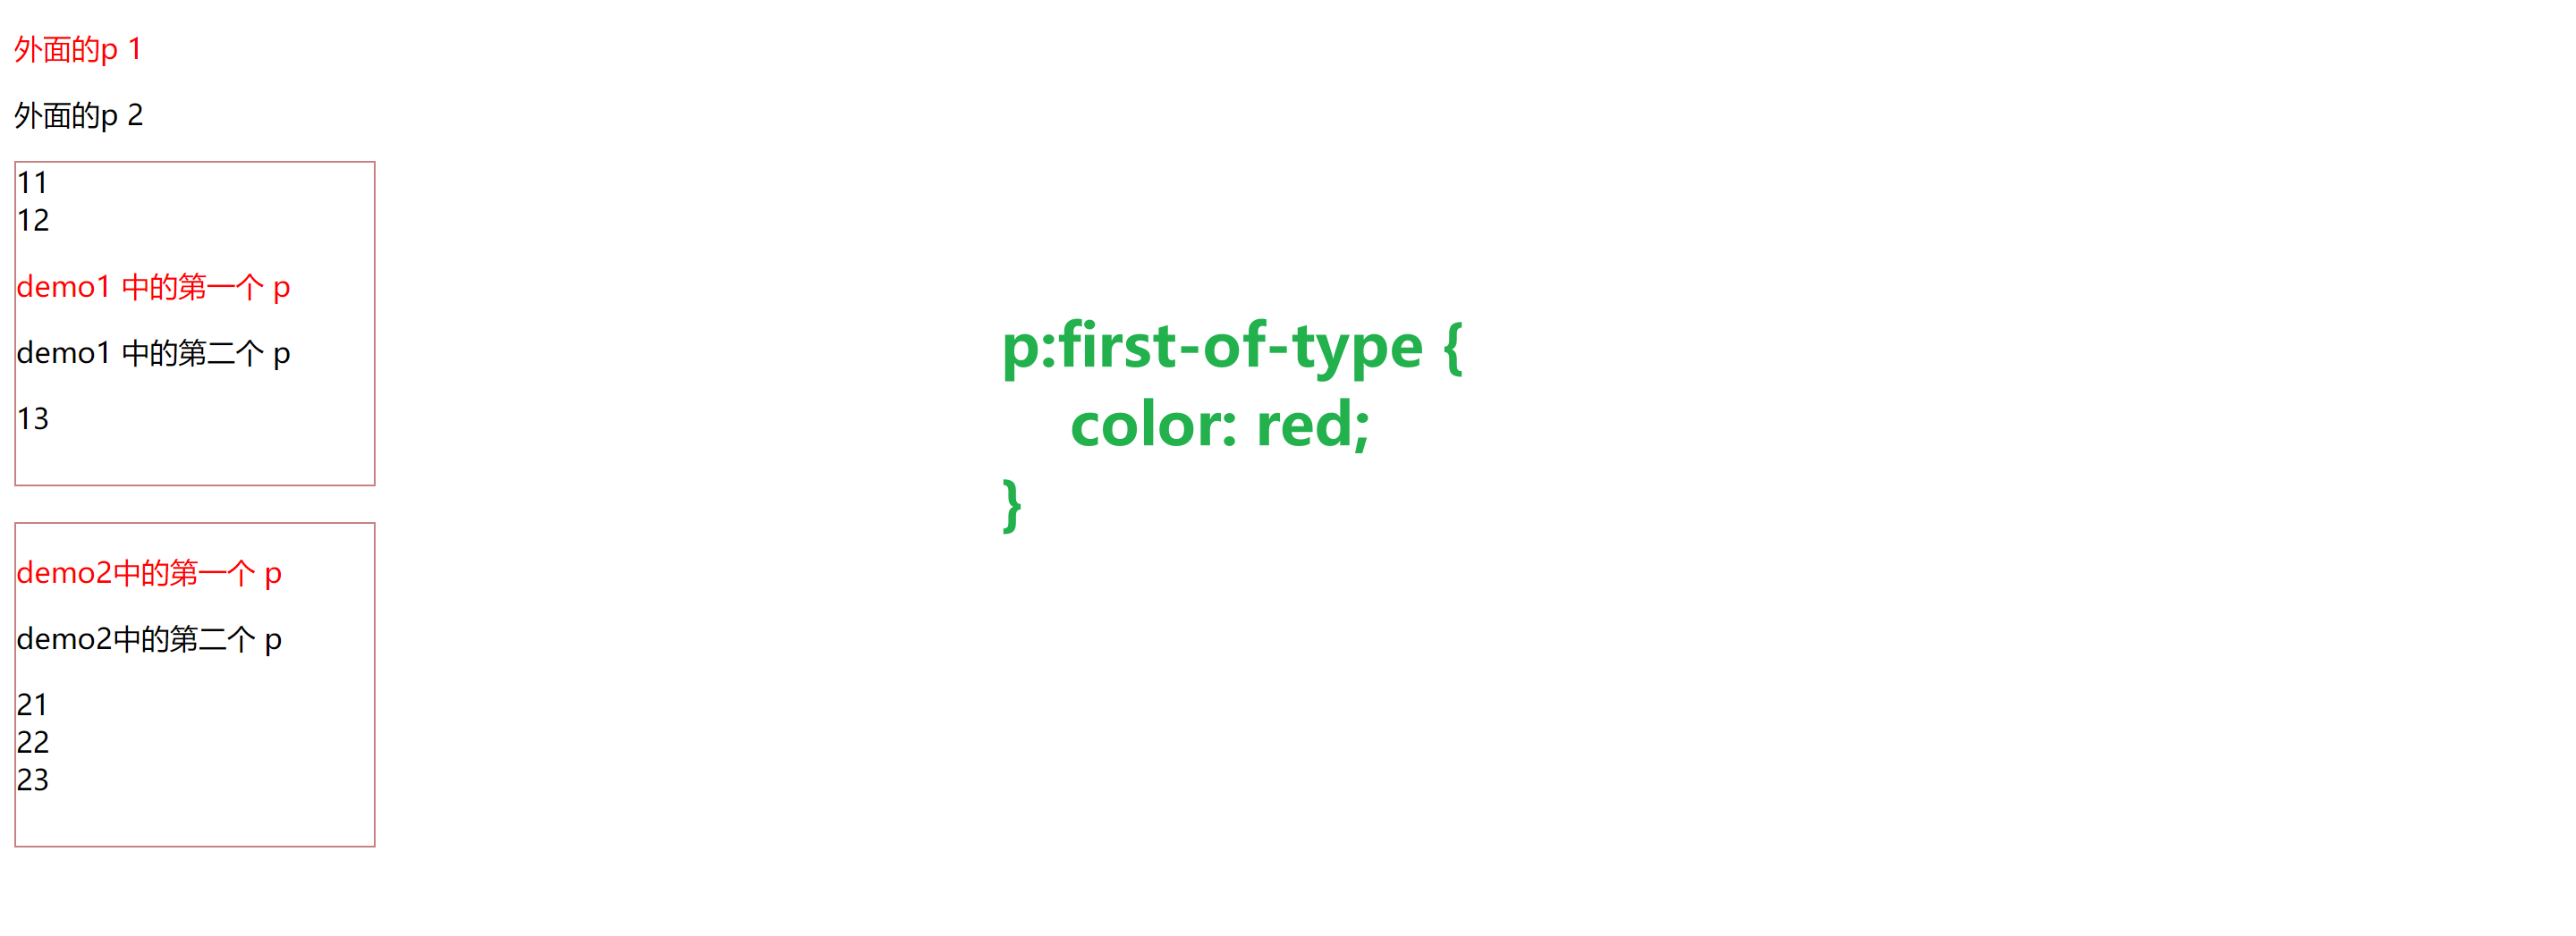 外面的p 1
外面的p 2
11
12
demo1 中的第一个 p
demo1 中的第二个 p
13
demo2中的第一个 p
demo2中的第二个 p
21
22
23
p:first-of-type {
color: red;
}